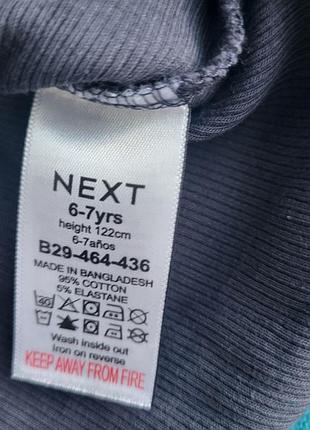 NEXT
6-7yrs
height 122cm
6-7años
B29-464-436
MADE IN BANGLADESH
95% COTTON
5% ELASTANE
40
Wash inside out
Iron on reverse
KEEP AWAY FROM FIRE